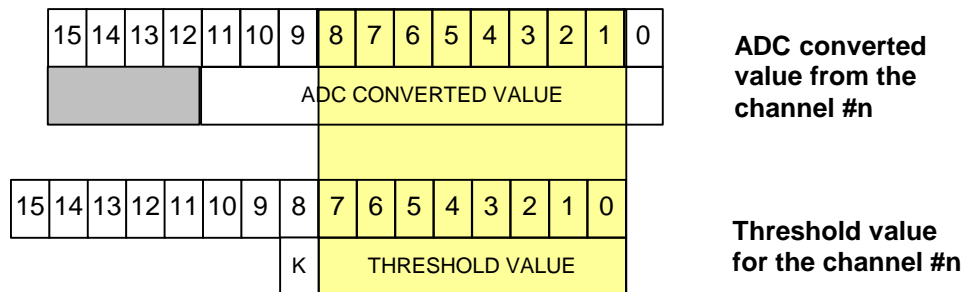 15 14 13 12 11 10 9 8 7 6 5 4 3 2 1 0
ADC CONVERTED VALUE
ADC converted
value from the
channel #n
15 14 13 12 11 10 9 8 7 6 5 4 3 2 1 0
K THRESHOLD VALUE
Threshold value
for the channel #n